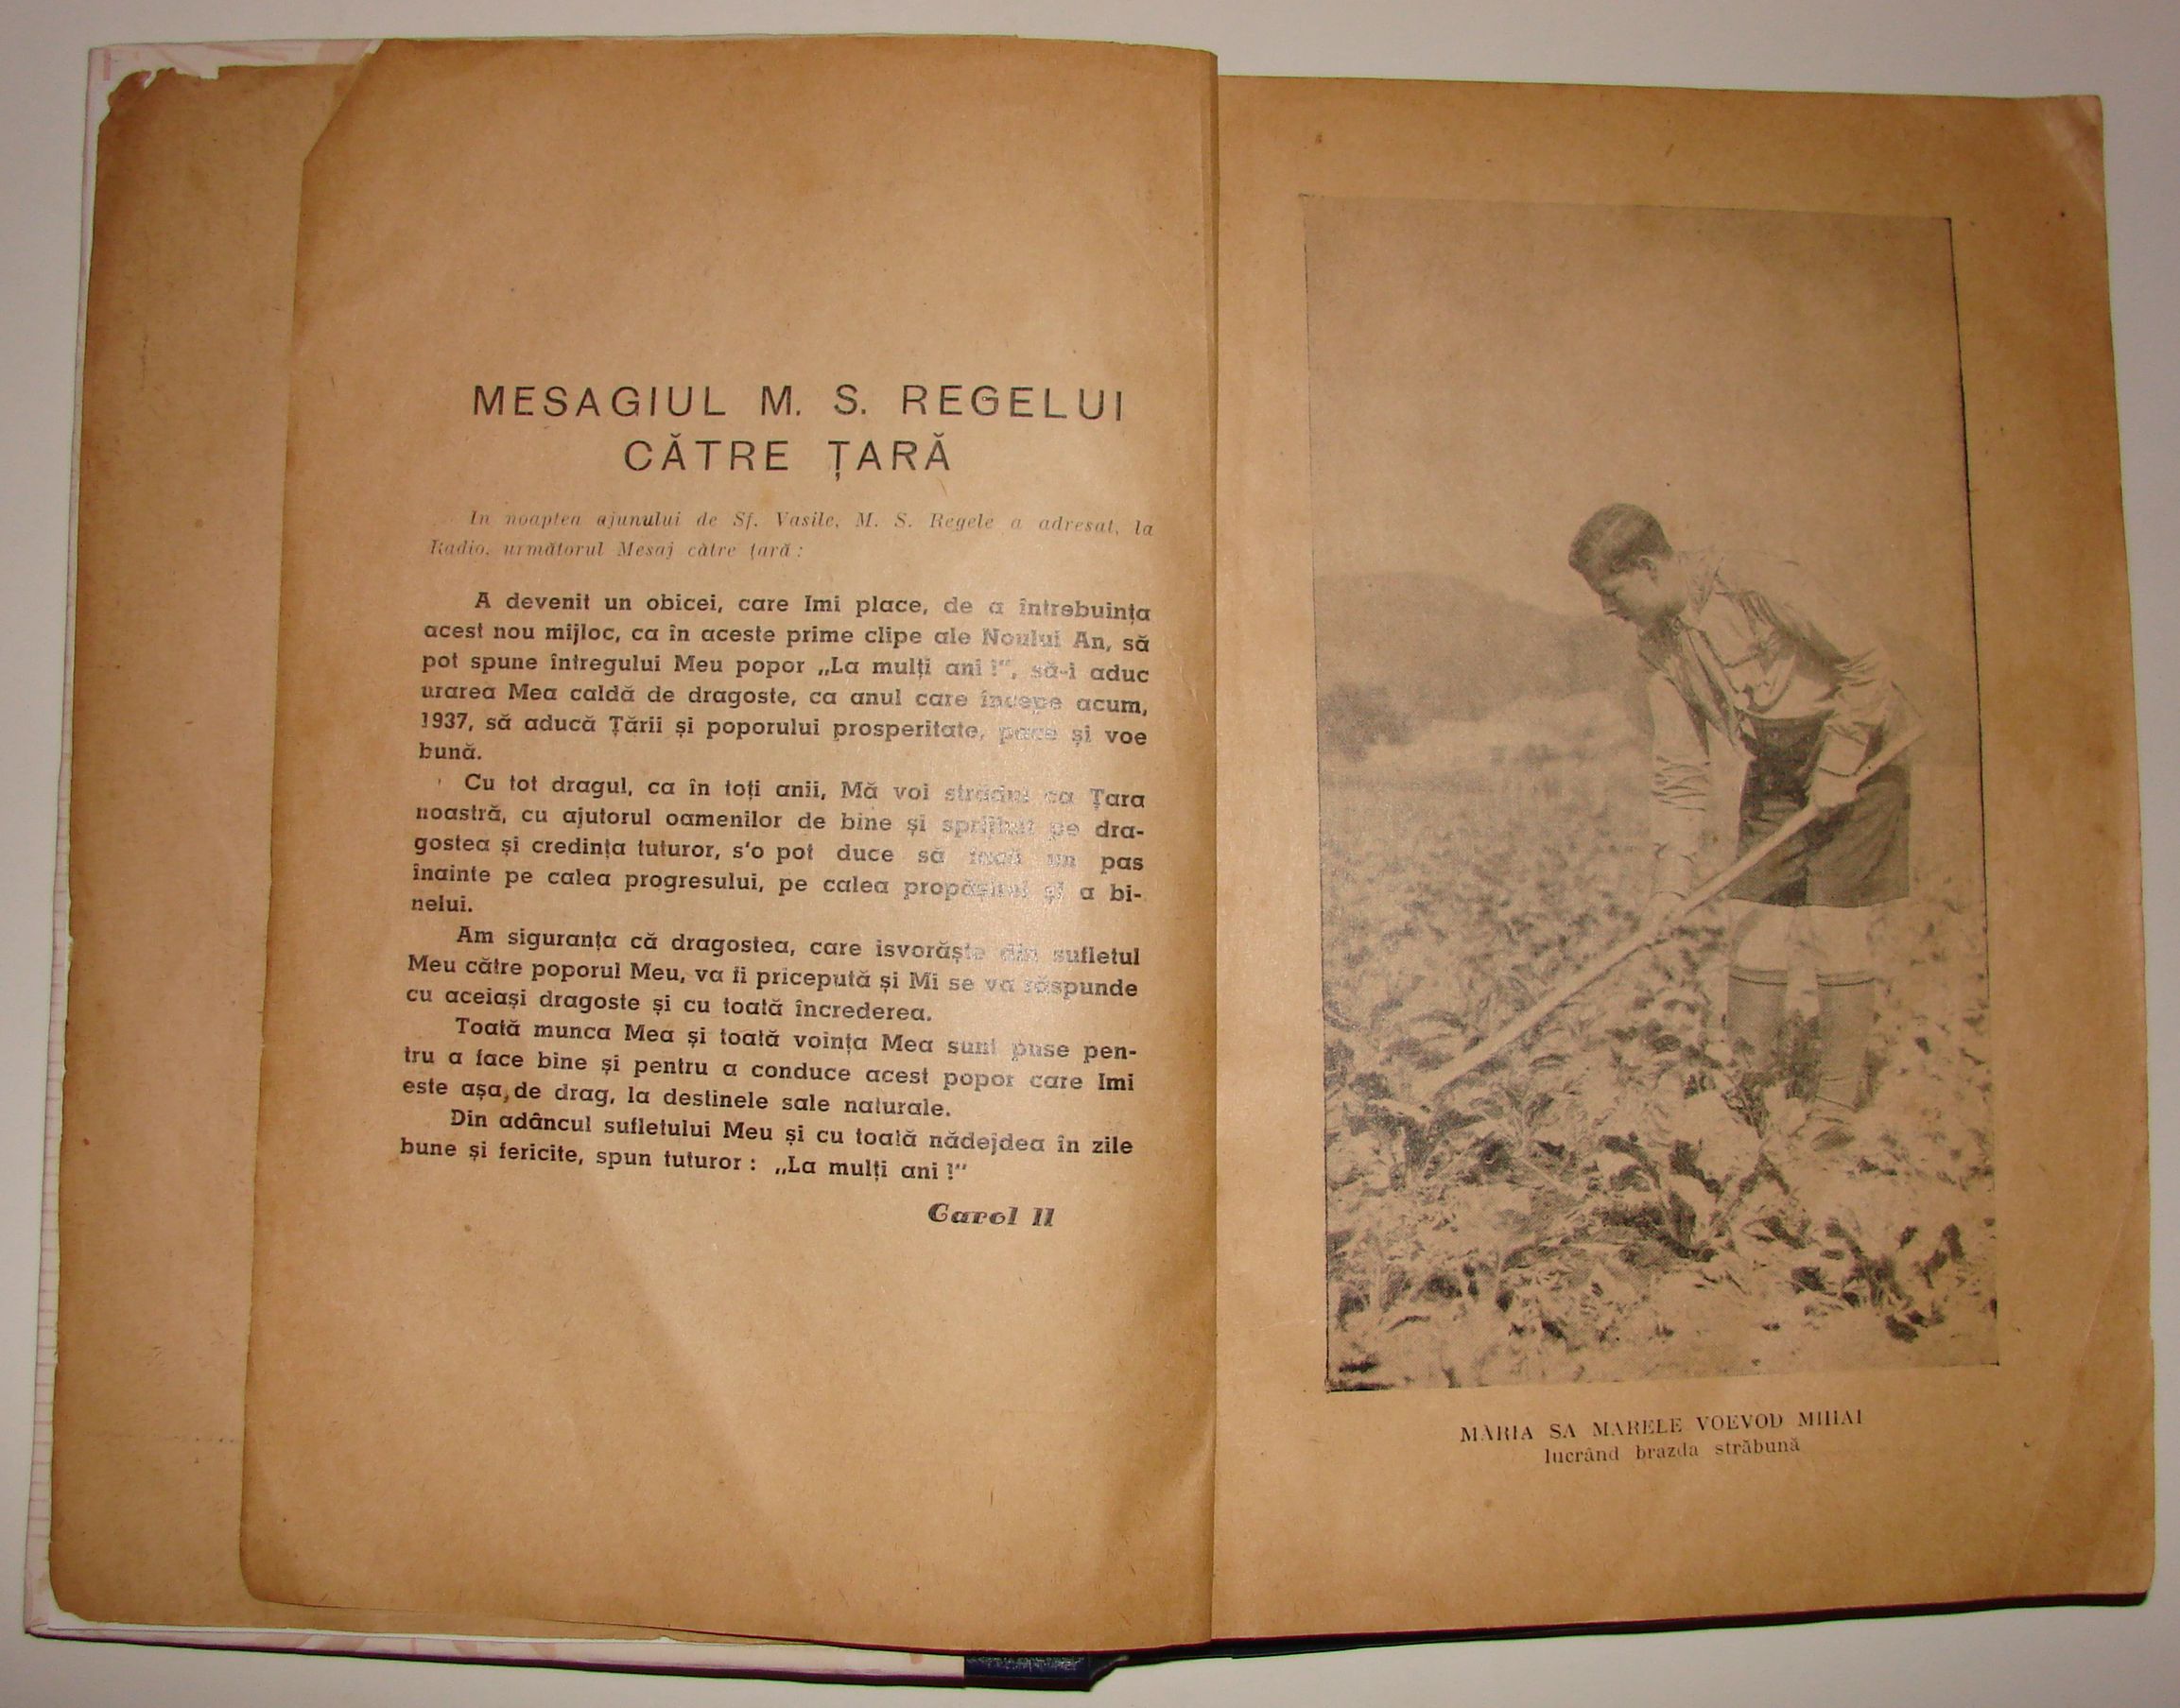 MESAGIUL M. S. REGELUI
CĂTRE ȚARĂ
In noaptea ajunului de Sf. Vasile, M. S. Regele a adresat, la
Radio, următorul Mesaj către țară :
A devenit un obicei, care Imi place, de a întrebuința
acest nou mijloc, ca în aceste prime clipe ale Noului An, să
pot spune întregului Meu popor „La mulți ani !“, să-i aduc
urarea Mea caldă de dragoste, ca anul care începe acum,
1937, să aducă Țării și poporului prosperitate, pace și voe
bună.
Cu tot dragul, ca în toți anii, Mă voi strădui ca Țara
noastră, cu ajutorul oamenilor de bine și sprijinit pe dra-
gostea și credința tuturor, s'o pot duce să facă un pas
înainte pe calea progresului, pe calea propășirei și a bi-
nelui.
Am siguranța că dragostea, care isvorăște din sufletul
Meu către poporul Meu, va fi pricepută și Mi se va răspunde
cu aceiași dragoste și cu toată încrederea.
Toată munca Mea și toată voința Mea sunt puse pen-
tru a face bine și pentru a conduce acest popor care Imi
este așa de drag, la destinele sale naturale.
Din adâncul sufletului Meu și cu toată nădejdea în zile
bune și fericite, spun tuturor : „La mulți ani !“
Carol II
MĂRIA SA MARELE VOEVOD MIHAI
lucrând brazda străbună